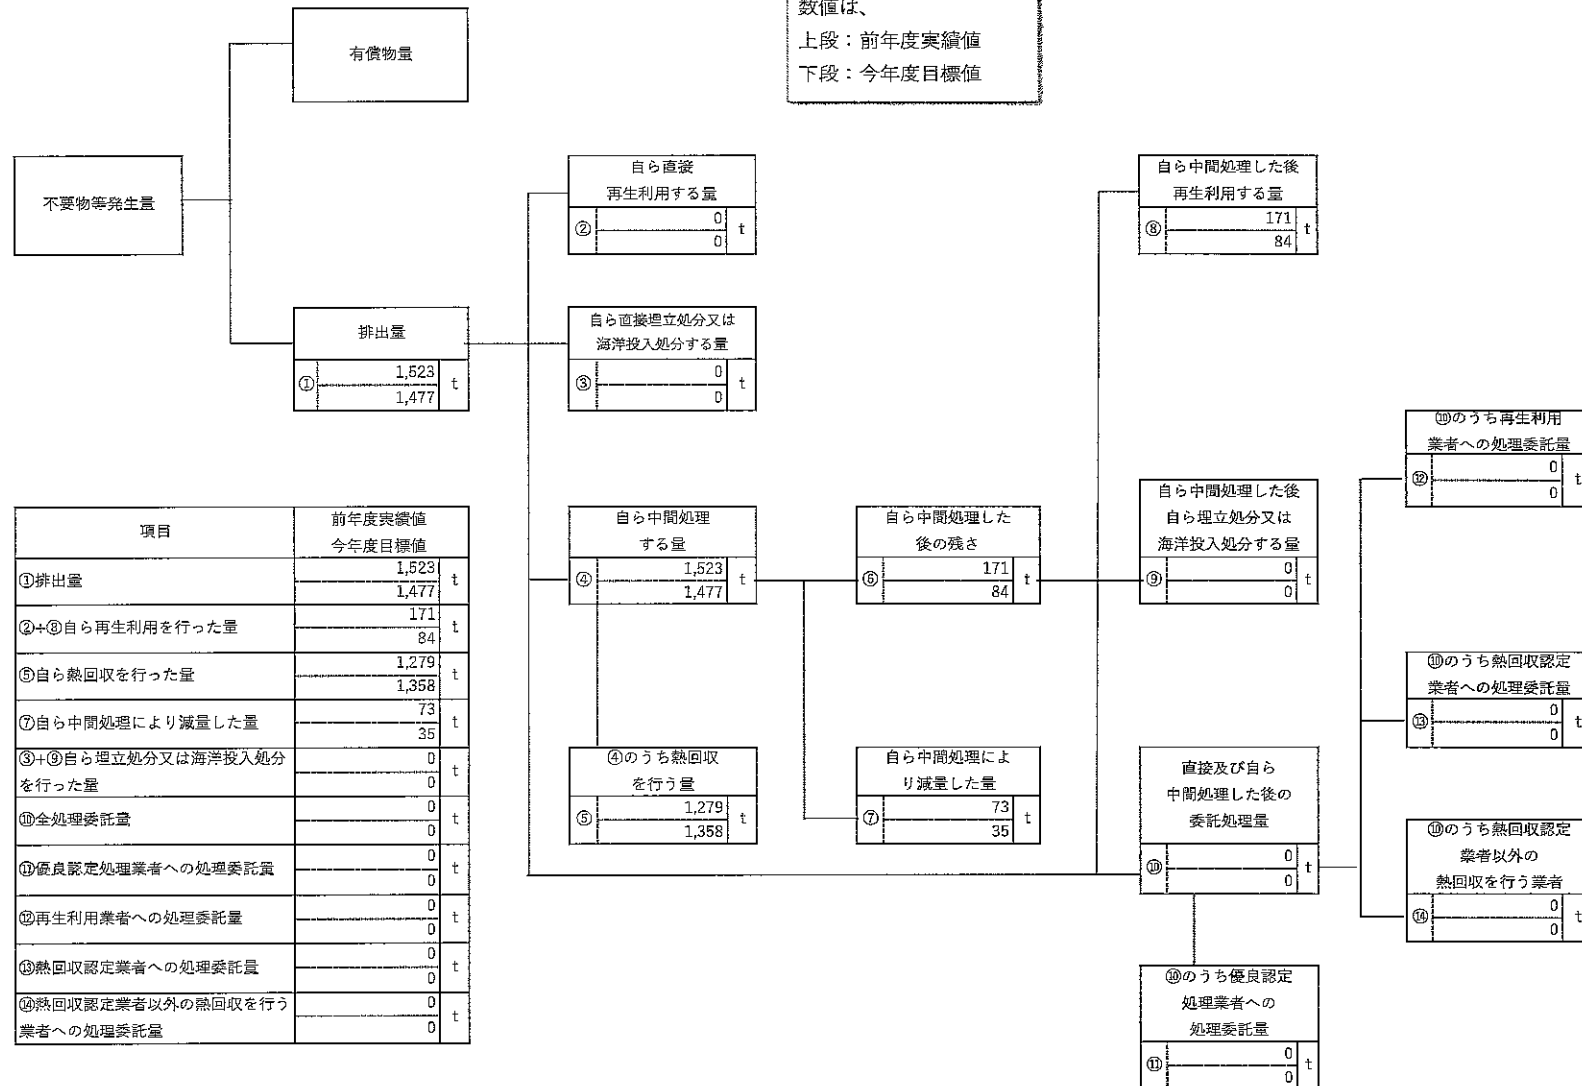 数値は、
上段：前年度実績値
下段：今年度目標値
有償物量
不要物等発生量
排出量
① 1,523 t
1,477
自ら直接
再生利用する量
② 0 t
0
自ら直接埋立処分又は
海洋投入処分する量
③ 0 t
0
自ら中間処理した後
再生利用する量
⑧ 171 t
84
項目 前年度実績値
今年度目標値
①排出量 1,523 t
1,477
②+⑧自ら再生利用を行った量 171 t
84
⑤自ら熱回収を行った量 1,279 t
1,358
⑦自ら中間処理により減量した量 73 t
35
③+⑨自ら埋立処分又は海洋投入処分
を行った量 0 t
0
⑩全処理委託量 0 t
0
⑪優良認定処理業者への処理委託量 0 t
0
⑫再生利用業者への処理委託量 0 t
0
⑬熱回収認定業者への処理委託量 0 t
0
⑭熱回収認定業者以外の熱回収を行う
業者への処理委託量 0 t
0
自ら中間処理
する量
④ 1,523 t
1,477
④のうち熱回収
を行う量
⑤ 1,279 t
1,358
自ら中間処理した
後の残さ
⑥ 171 t
84
自ら中間処理によ
り減量した量
⑦ 73 t
35
自ら中間処理した後
自ら埋立処分又は
海洋投入処分する量
⑨ 0 t
0
直接及び自ら
中間処理した後の
委託処理量
⑩ 0 t
0
⑩のうち優良認定
処理業者への
処理委託量
⑪ 0 t
0
⑩のうち再生利用
業者への処理委託量
⑫ 0 t
0
⑩のうち熱回収認定
業者への処理委託量
⑬ 0 t
0
⑩のうち熱回収認定
業者以外の
熱回収を行う業者
⑭ 0 t
0